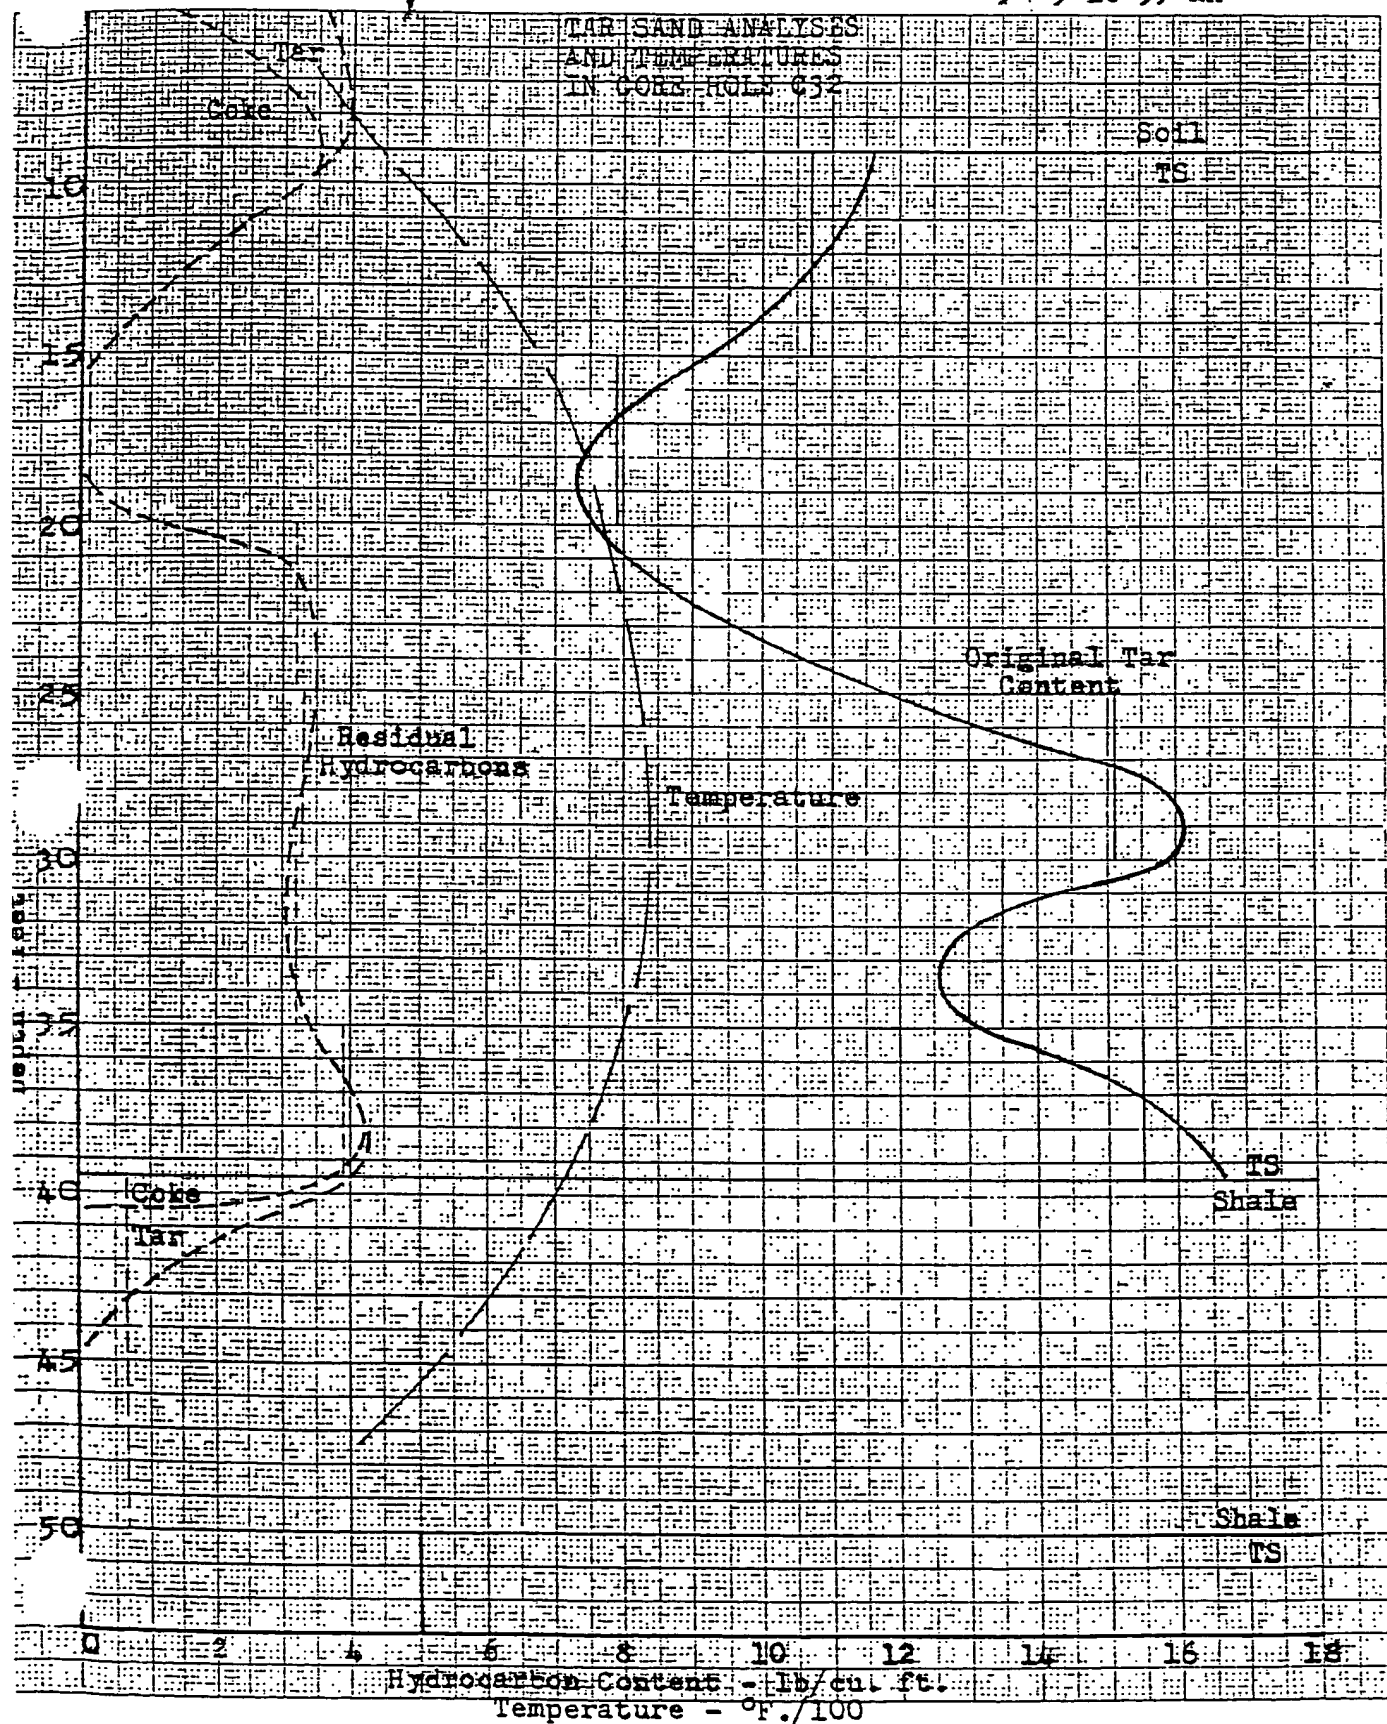 TAR SAND ANALYSES
AND TEMPERATURES
IN CORE HOLE C32
Tar
Coke
Soil
TS
10
15
20
25
30
35
40
45
50
Depth - feet
Original Tar
Content
Residual
Hydrocarbons
Temperature
TS
Shale
Coke
Tar
Shale
TS
0 2 4 6 8 10 12 14 16 18
Hydrocarbon Content - lb/cu. ft.
Temperature - °F./100